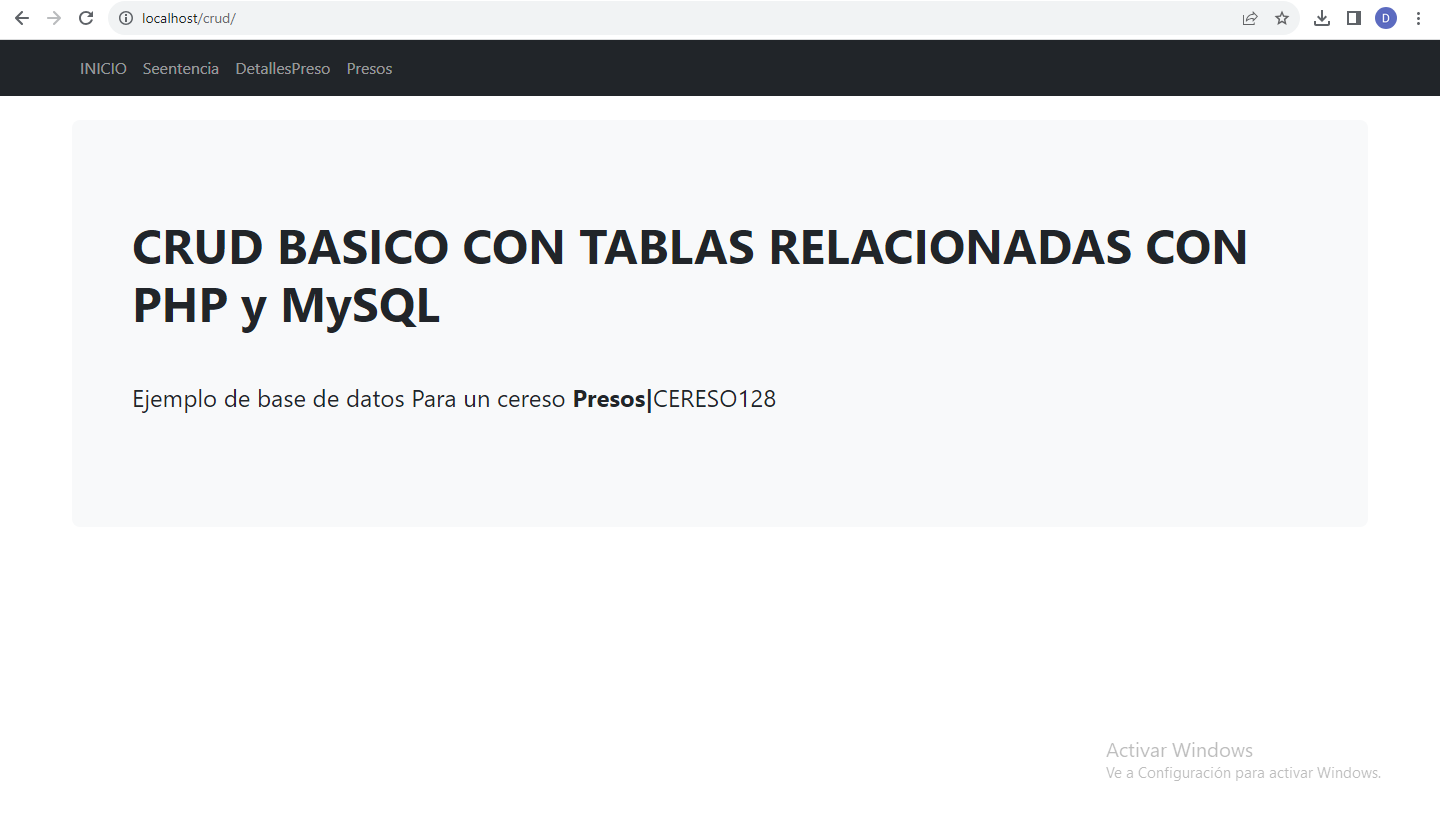 localhost/crud/
D
INICIO Seentencia DetallesPreso Presos
CRUD BASICO CON TABLAS RELACIONADAS CON
PHP y MySQL
Ejemplo de base de datos Para un cereso Presos|CERESO128
Activar Windows
Ve a Configuración para activar Windows.